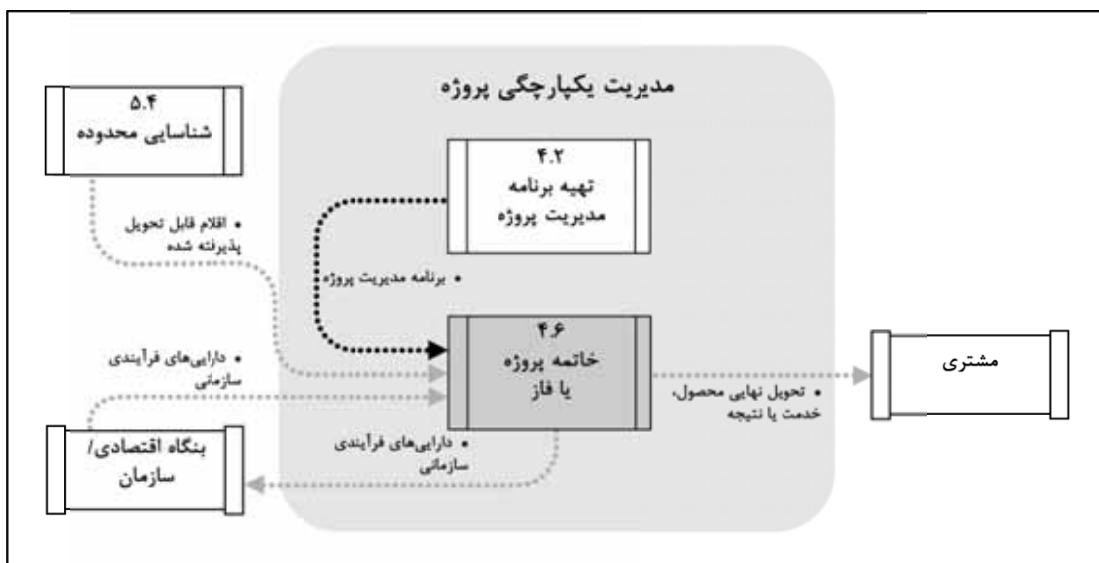 مدیریت یکپارچگی پروژه
۵.۴
شناسایی محدوده
۴.۲
تهیه برنامه
مدیریت پروژه
• اقلام قابل تحویل
پذیرفته شده
• برنامه مدیریت پروژه
۴.۶
خاتمه پروژه
یا فاز
مشتری
• دارایی‌های فرآیندی
سازمانی
• تحویل نهایی محصول،
خدمت یا نتیجه
بنگاه اقتصادی/
سازمان
• دارایی‌های فرآیندی
سازمانی